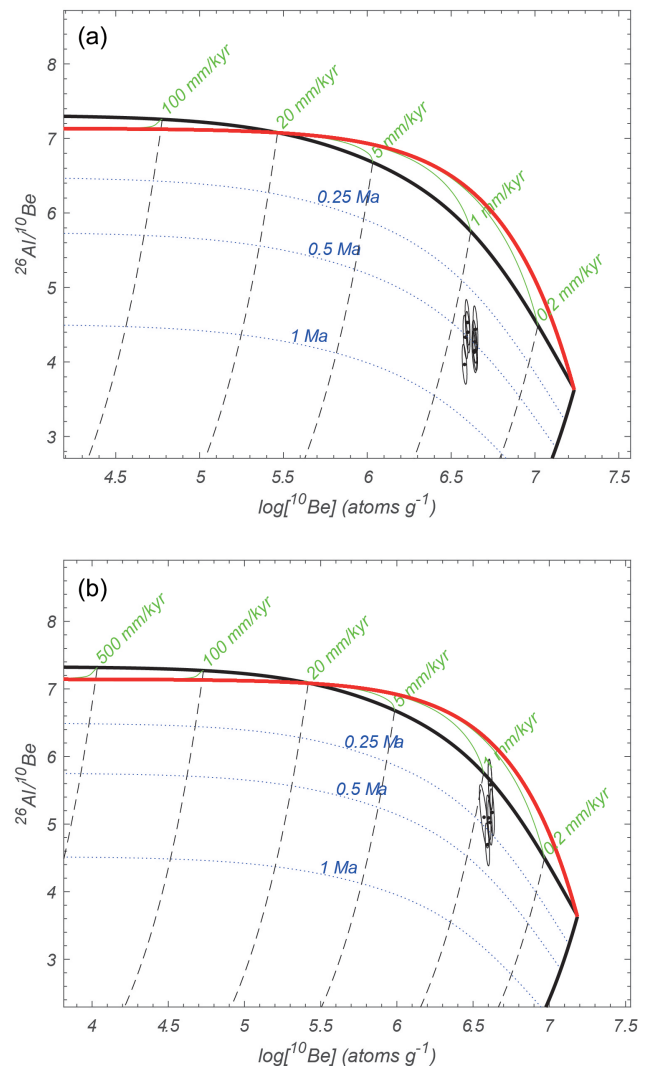 (a)
100 mm/kyr
20 mm/kyr
5 mm/kyr
1 mm/kyr
0.2 mm/kyr
0.25 Ma
0.5 Ma
1 Ma
8
7
6
5
4
3
²⁶Al/¹⁰Be
4.5 5 5.5 6 6.5 7 7.5
log[¹⁰Be] (atoms g⁻¹)
(b)
500 mm/kyr
100 mm/kyr
20 mm/kyr
5 mm/kyr
1 mm/kyr
0.2 mm/kyr
0.25 Ma
0.5 Ma
1 Ma
8
7
6
5
4
3
²⁶Al/¹⁰Be
4 4.5 5 5.5 6 6.5 7 7.5
log[¹⁰Be] (atoms g⁻¹)